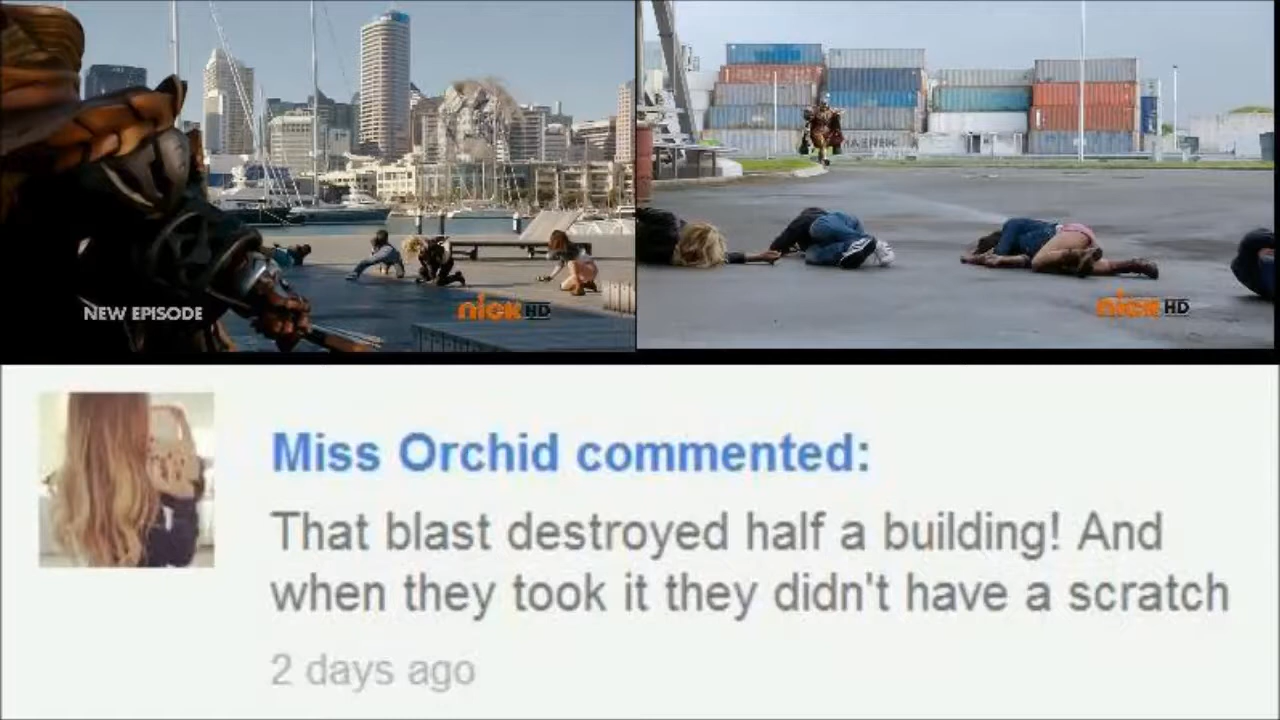 NEW EPISODE
nick HD
nick HD
Miss Orchid commented:
That blast destroyed half a building! And
when they took it they didn't have a scratch
2 days ago